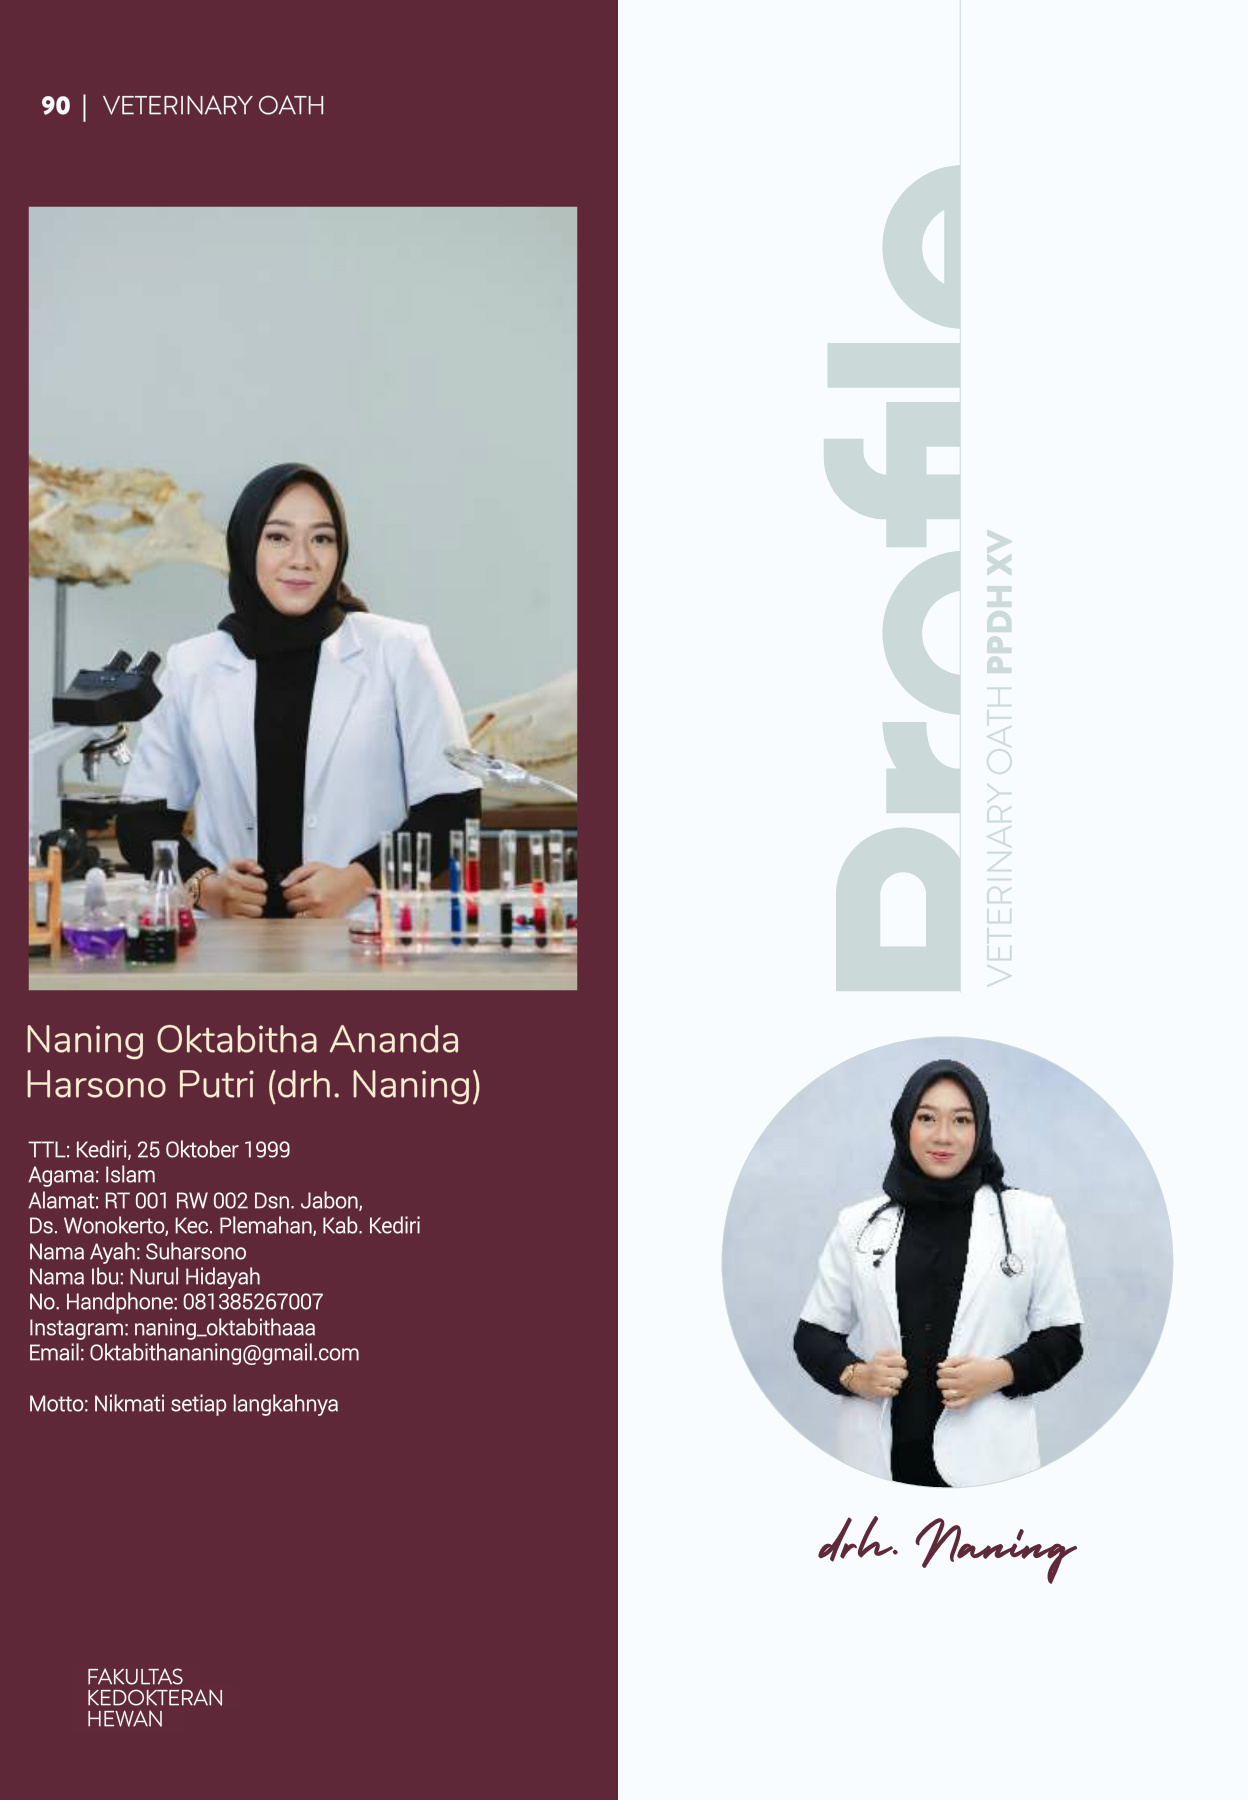 90 | VETERINARY OATH
Naning Oktabitha Ananda
Harsono Putri (drh. Naning)
TTL: Kediri, 25 Oktober 1999
Agama: Islam
Alamat: RT 001 RW 002 Dsn. Jabon,
Ds. Wonokerto, Kec. Plemahan, Kab. Kediri
Nama Ayah: Suharsono
Nama Ibu: Nurul Hidayah
No. Handphone: 081385267007
Instagram: naning_oktabithaaa
Email: Oktabithananing@gmail.com
Motto: Nikmati setiap langkahnya
FAKULTAS
KEDOKTERAN
HEWAN
Profile
VETERINARY OATH PPDH XV
drh. Naning